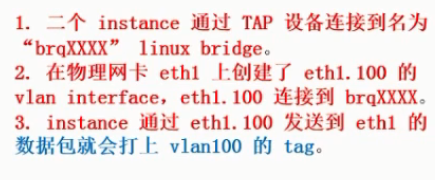 1. 二个 instance 通过 TAP 设备连接到名为
“brqXXXX” linux bridge。
2. 在物理网卡 eth1 上创建了 eth1.100 的
vlan interface，eth1.100 连接到 brqXXXX。
3. instance 通过 eth1.100 发送到 eth1 的
数据包就会打上 vlan100 的 tag。